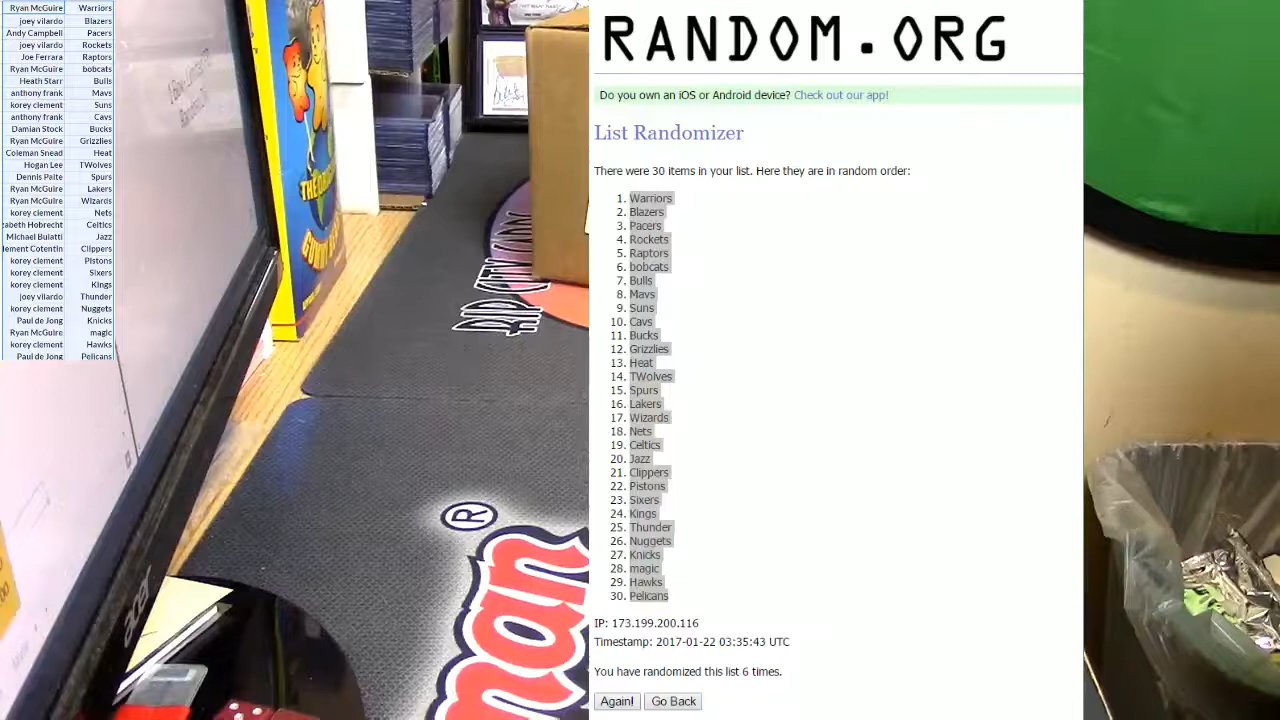 Ryan McGuire Warriors
joey vilardo Blazers
Andy Campbell Pacers
joey vilardo Rockets
Joe Ferrara Raptors
Ryan McGuire bobcats
Heath Starr Bulls
anthony frank Mavs
korey clement Suns
anthony frank Cavs
Damian Stock Bucks
Ryan McGuire Grizzlies
Coleman Snead Heat
Hogan Lee TWolves
Dennis Palte Spurs
Ryan McGuire Lakers
Ryan McGuire Wizards
korey clement Nets
zabeth Hobrecht Celtics
Michael Bulatti Jazz
lement Cotentin Clippers
korey clement Pistons
korey clement Sixers
korey clement Kings
joey vilardo Thunder
korey clement Nuggets
Paul de Jong Knicks
Ryan McGuire magic
korey clement Hawks
Paul de Jong Pelicans
acer
RIP CITY
®
man
RANDOM.ORG
Do you own an iOS or Android device? Check out our app!
List Randomizer
There were 30 items in your list. Here they are in random order:
1. Warriors
2. Blazers
3. Pacers
4. Rockets
5. Raptors
6. bobcats
7. Bulls
8. Mavs
9. Suns
10. Cavs
11. Bucks
12. Grizzlies
13. Heat
14. TWolves
15. Spurs
16. Lakers
17. Wizards
18. Nets
19. Celtics
20. Jazz
21. Clippers
22. Pistons
23. Sixers
24. Kings
25. Thunder
26. Nuggets
27. Knicks
28. magic
29. Hawks
30. Pelicans
IP: 173.199.200.116
Timestamp: 2017-01-22 03:35:43 UTC
You have randomized this list 6 times.
Again! Go Back